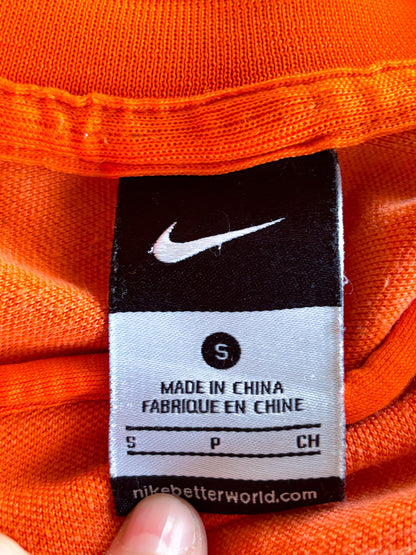 S
MADE IN CHINA
FABRIQUE EN CHINE
S P CH
nikebetterworld.com